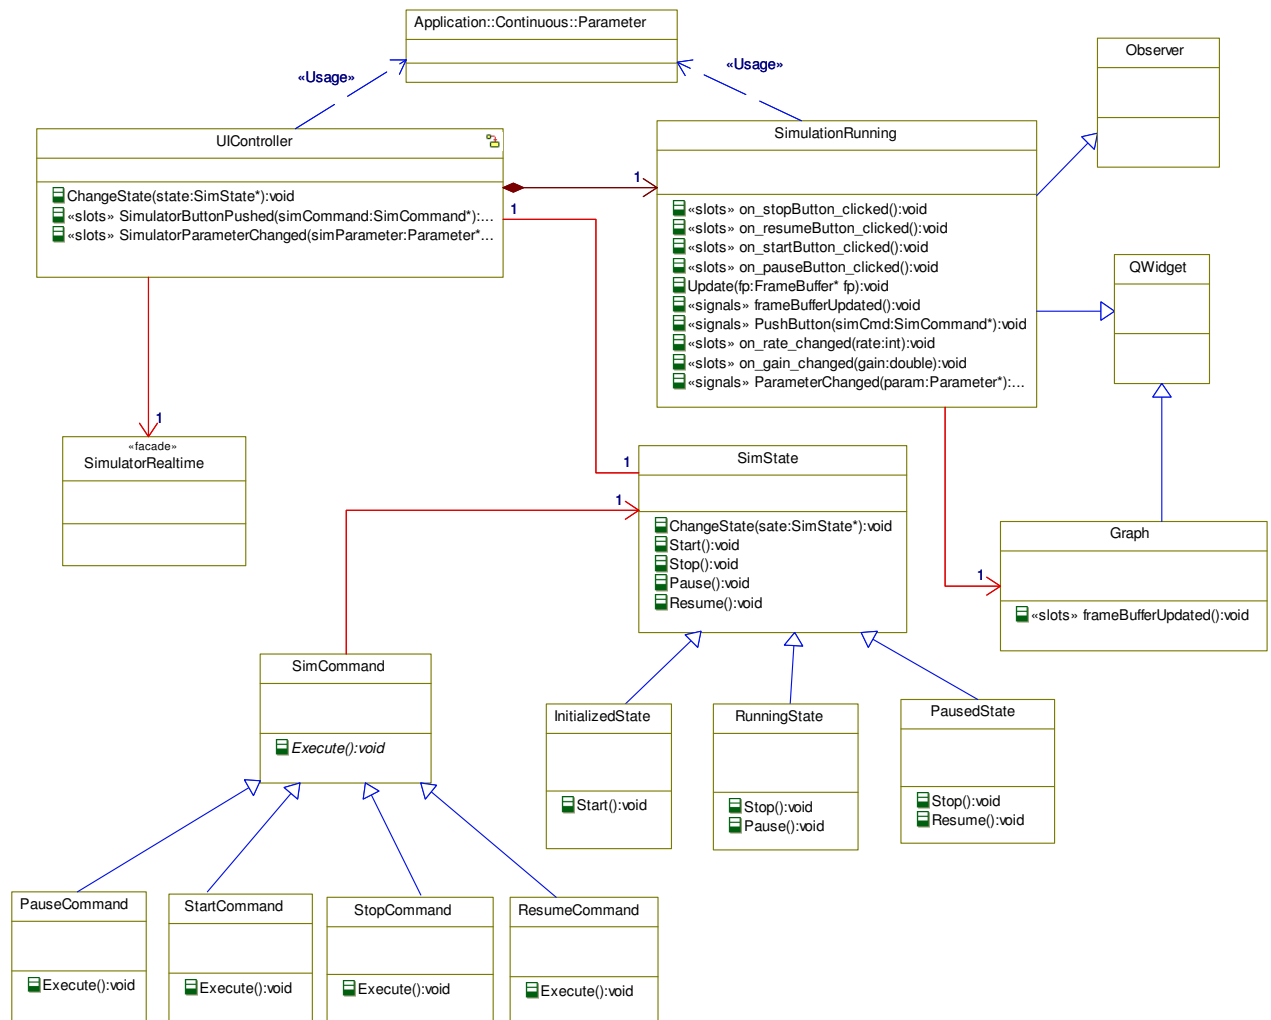 Application::Continuous::Parameter
«Usage»
«Usage»
Observer
UIController
ChangeState(state:SimState*):void
«slots» SimulatorButtonPushed(simCommand:SimCommand*):...
«slots» SimulatorParameterChanged(simParameter:Parameter*...
1
1
SimulationRunning
«slots» on_stopButton_clicked():void
«slots» on_resumeButton_clicked():void
«slots» on_startButton_clicked():void
«slots» on_pauseButton_clicked():void
Update(fp:FrameBuffer* fp):void
«signals» frameBufferUpdated():void
«signals» PushButton(simCmd:SimCommand*):void
«slots» on_rate_changed(rate:int):void
«slots» on_gain_changed(gain:double):void
«signals» ParameterChanged(param:Parameter*):...
QWidget
1
«facade»
SimulatorRealtime
1
1
SimState
ChangeState(sate:SimState*):void
Start():void
Stop():void
Pause():void
Resume():void
1
Graph
«slots» frameBufferUpdated():void
SimCommand
Execute():void
InitializedState
Start():void
RunningState
Stop():void
Pause():void
PausedState
Stop():void
Resume():void
PauseCommand
Execute():void
StartCommand
Execute():void
StopCommand
Execute():void
ResumeCommand
Execute():void